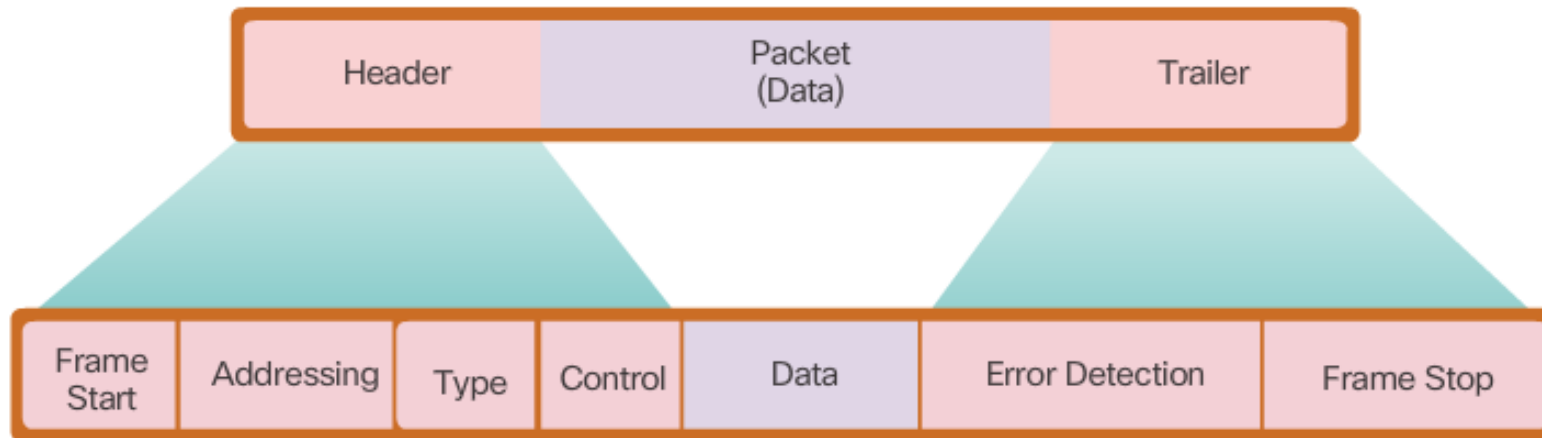 Header
Packet
(Data)
Trailer
Frame
Start
Addressing
Type
Control
Data
Error Detection
Frame Stop